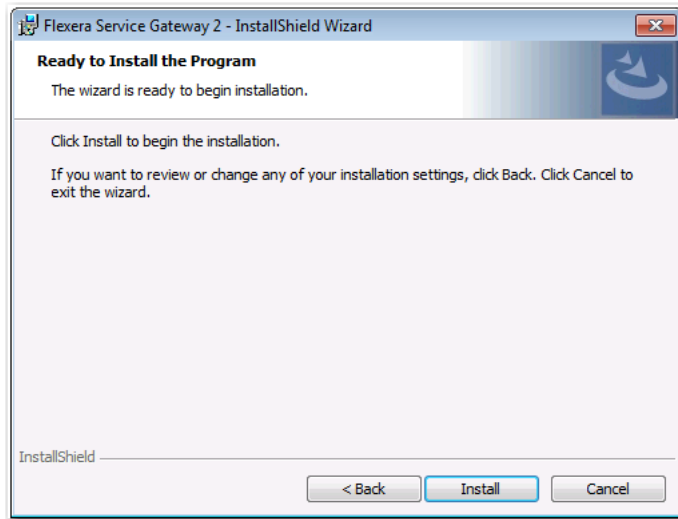 Flexera Service Gateway 2 - InstallShield Wizard
Ready to Install the Program
The wizard is ready to begin installation.
Click Install to begin the installation.
If you want to review or change any of your installation settings, click Back. Click Cancel to
exit the wizard.
InstallShield
< Back Install Cancel